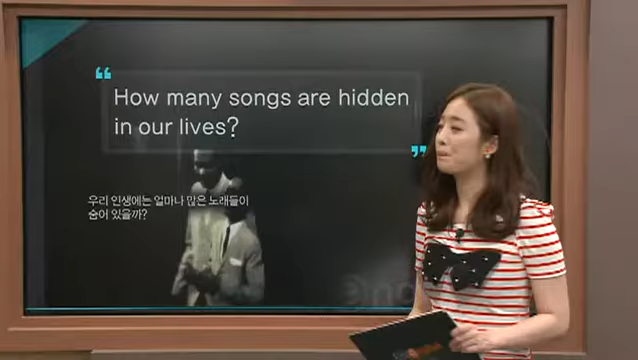 “
How many songs are hidden
in our lives?
”
우리 인생에는 얼마나 많은 노래들이
숨어 있을까?